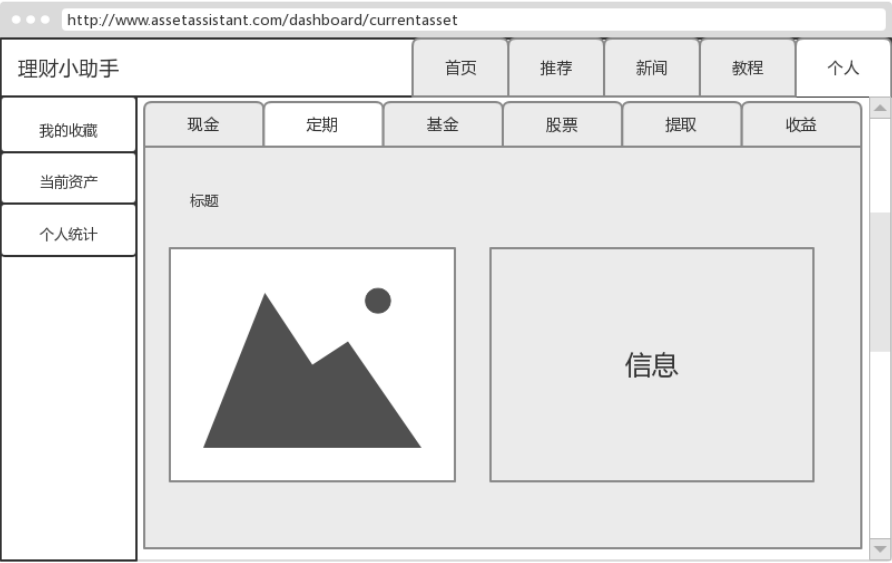 http://www.assetassistant.com/dashboard/currentasset
理财小助手
首页
推荐
新闻
教程
个人
我的收藏
当前资产
个人统计
现金
定期
基金
股票
提取
收益
标题
信息